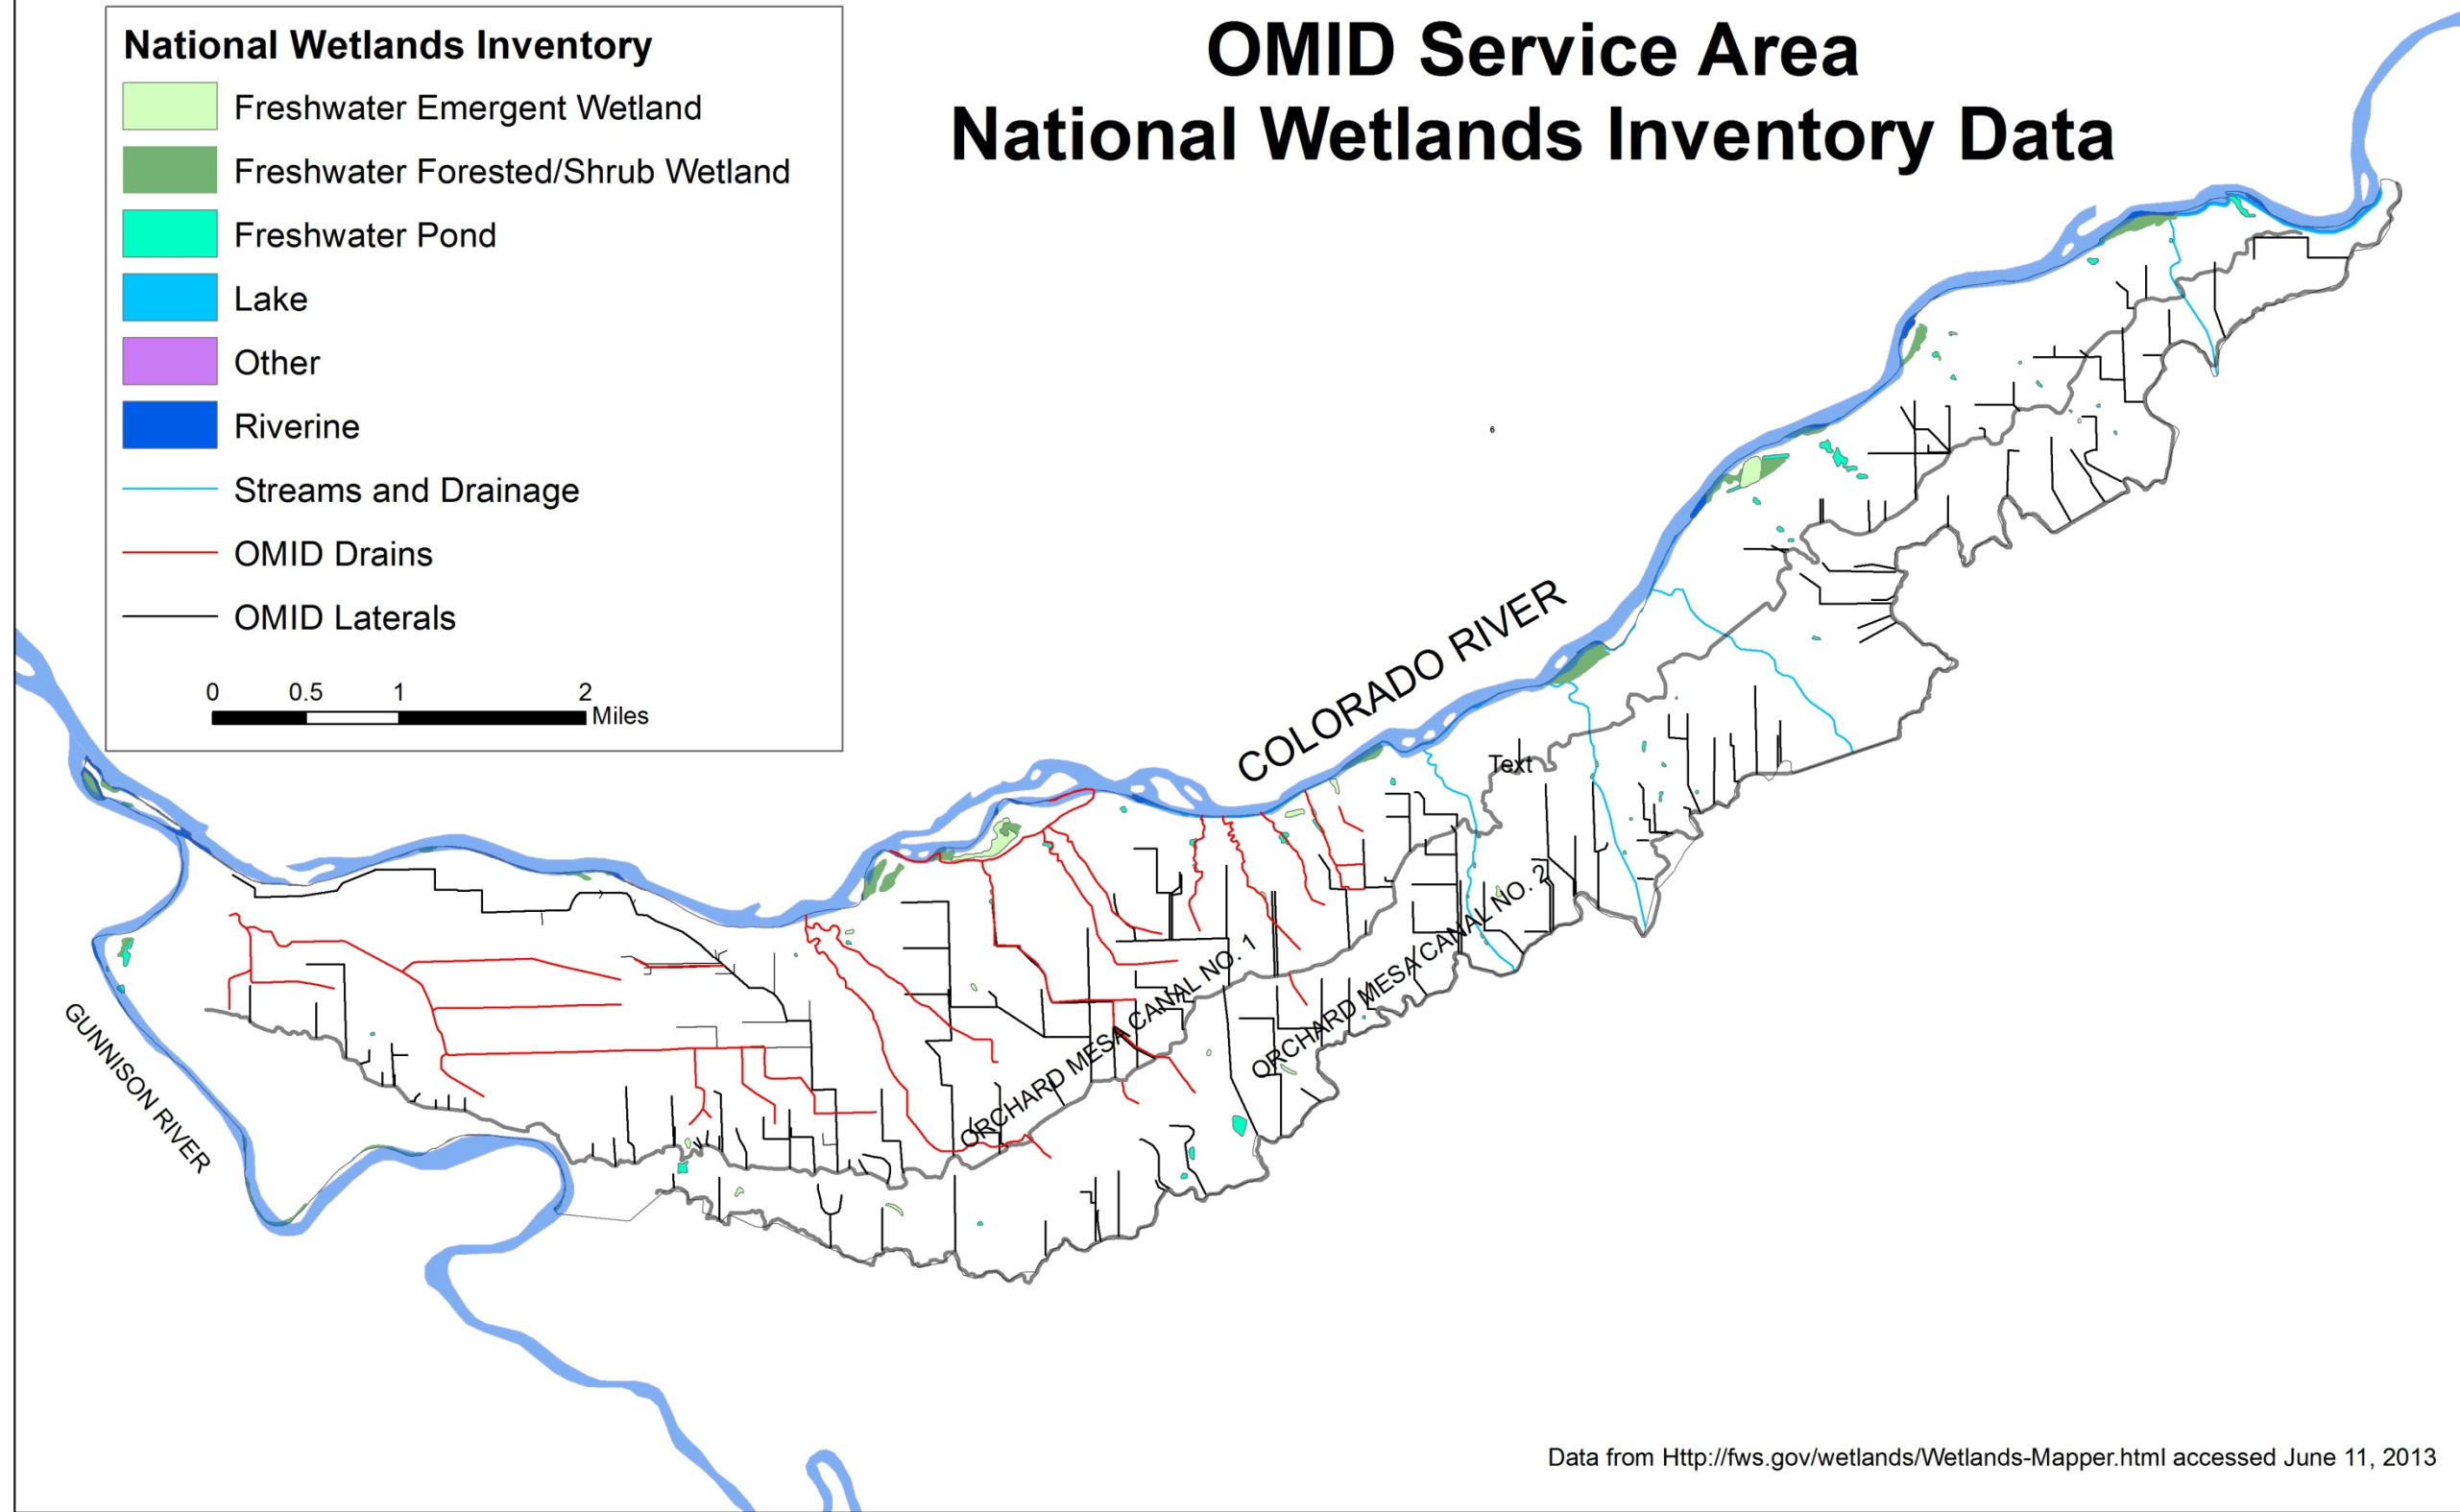 OMID Service Area
National Wetlands Inventory Data
National Wetlands Inventory
Freshwater Emergent Wetland
Freshwater Forested/Shrub Wetland
Freshwater Pond
Lake
Other
Riverine
Streams and Drainage
OMID Drains
OMID Laterals
0 0.5 1 2
Miles
6
COLORADO RIVER
Text
ORCHARD MESA CANAL NO. 1
ORCHARD MESA CANAL NO. 2
GUNNISON RIVER
Data from Http://fws.gov/wetlands/Wetlands-Mapper.html accessed June 11, 2013